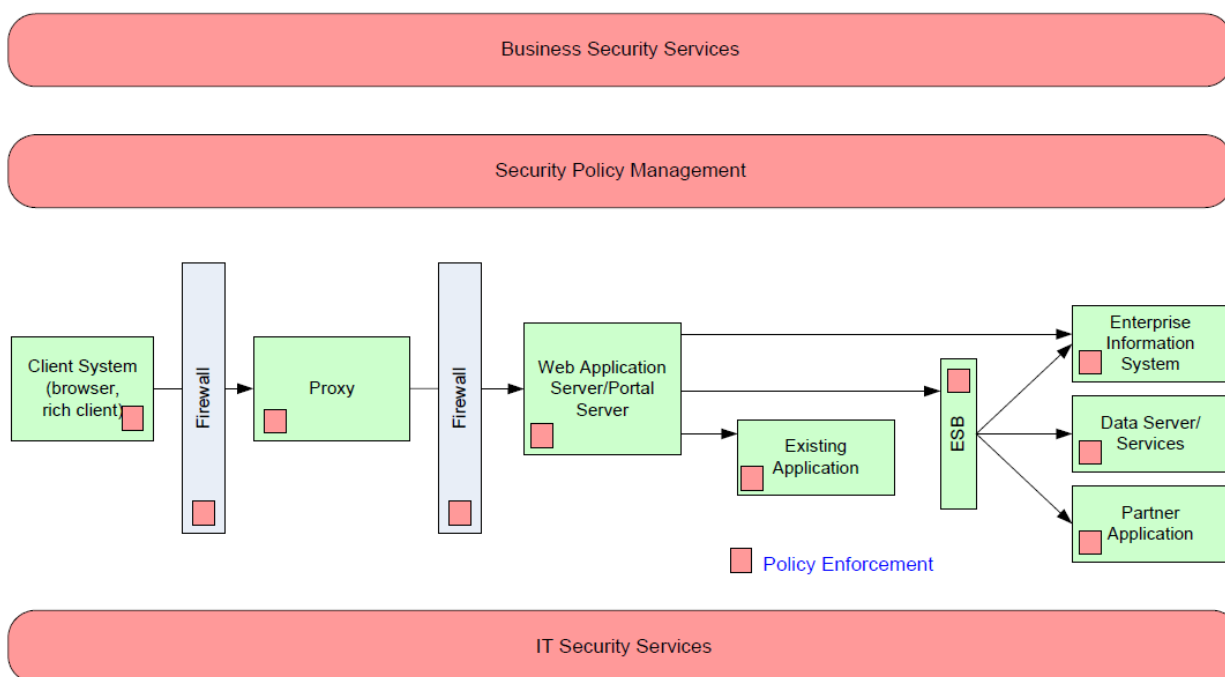 Business Security Services
Security Policy Management
Client System
(browser,
rich client)
Firewall
Proxy
Firewall
Web Application
Server/Portal
Server
Existing
Application
ESB
Enterprise
Information
System
Data Server/
Services
Partner
Application
Policy Enforcement
IT Security Services